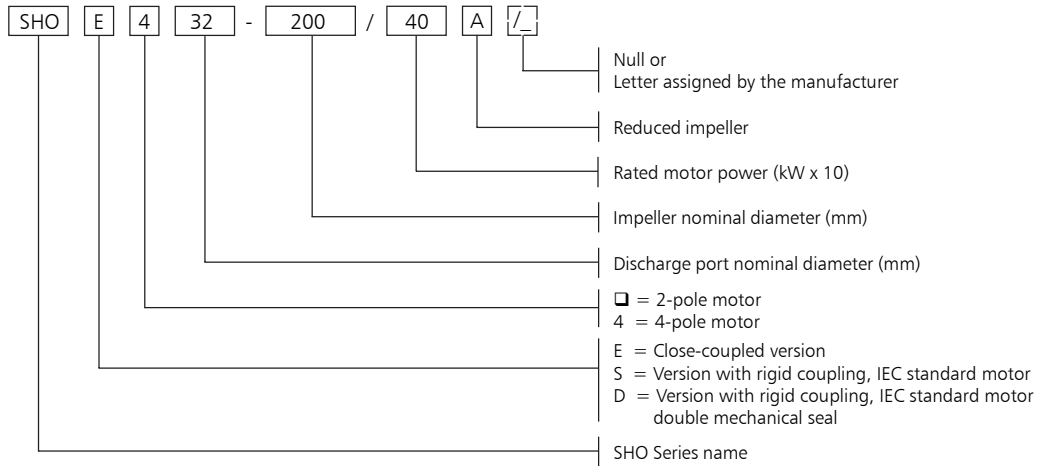 SHO E 4 32 - 200 / 40 A /_
Null or
Letter assigned by the manufacturer
Reduced impeller
Rated motor power (kW x 10)
Impeller nominal diameter (mm)
Discharge port nominal diameter (mm)
❑ = 2-pole motor
4 = 4-pole motor
E = Close-coupled version
S = Version with rigid coupling, IEC standard motor
D = Version with rigid coupling, IEC standard motor
double mechanical seal
SHO Series name